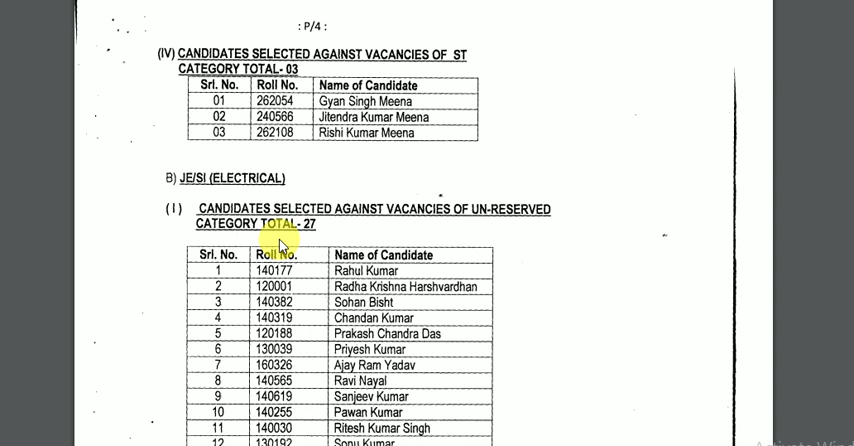 : P/4 :
(IV) CANDIDATES SELECTED AGAINST VACANCIES OF ST
CATEGORY TOTAL- 03
Srl. No. Roll No. Name of Candidate
01 262054 Gyan Singh Meena
02 240566 Jitendra Kumar Meena
03 262108 Rishi Kumar Meena
B) JE/SI (ELECTRICAL)
( I ) CANDIDATES SELECTED AGAINST VACANCIES OF UN-RESERVED
CATEGORY TOTAL- 27
Srl. No. Roll No. Name of Candidate
1 140177 Rahul Kumar
2 120001 Radha Krishna Harshvardhan
3 140382 Sohan Bisht
4 140319 Chandan Kumar
5 120188 Prakash Chandra Das
6 130039 Priyesh Kumar
7 160326 Ajay Ram Yadav
8 140565 Ravi Nayal
9 140619 Sanjeev Kumar
10 140255 Pawan Kumar
11 140030 Ritesh Kumar Singh
12 130192 Sonu Kumar